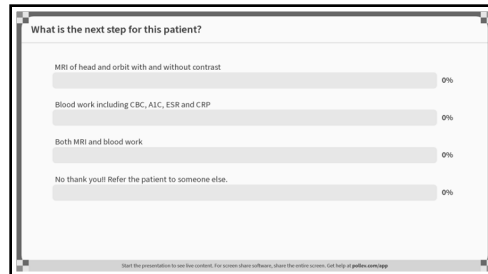 What is the next step for this patient?
MRI of head and orbit with and without contrast
0%
Blood work including CBC, A1C, ESR and CRP
0%
Both MRI and blood work
0%
No thank you!! Refer the patient to someone else.
0%
Start the presentation to see live content. For screen share software, share the entire screen. Get help at pollev.com/app